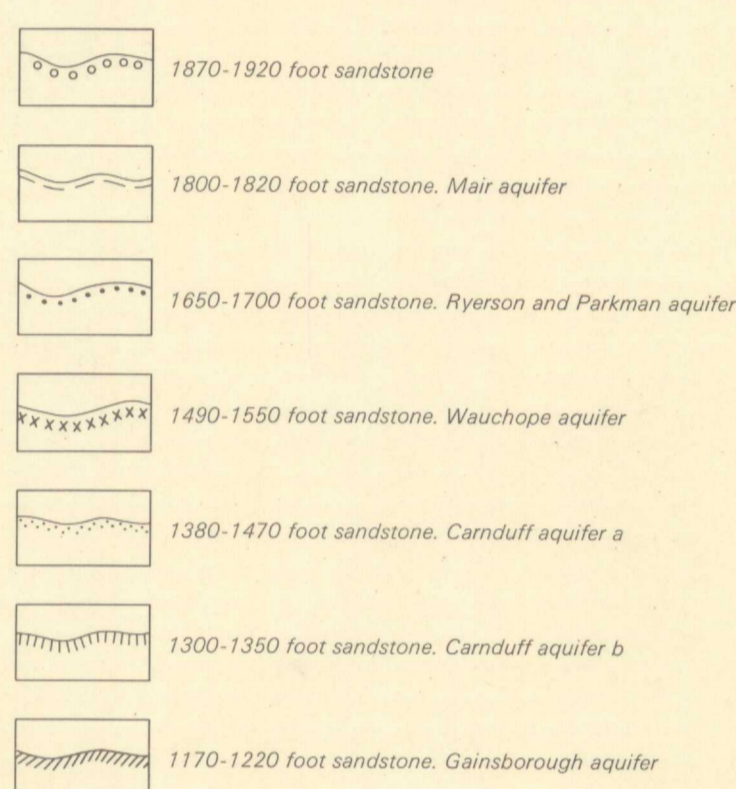 1870-1920 foot sandstone
1800-1820 foot sandstone. Mair aquifer
1650-1700 foot sandstone. Ryerson and Parkman aquifer
1490-1550 foot sandstone. Wauchope aquifer
1380-1470 foot sandstone. Carnduff aquifer a
1300-1350 foot sandstone. Carnduff aquifer b
1170-1220 foot sandstone. Gainsborough aquifer